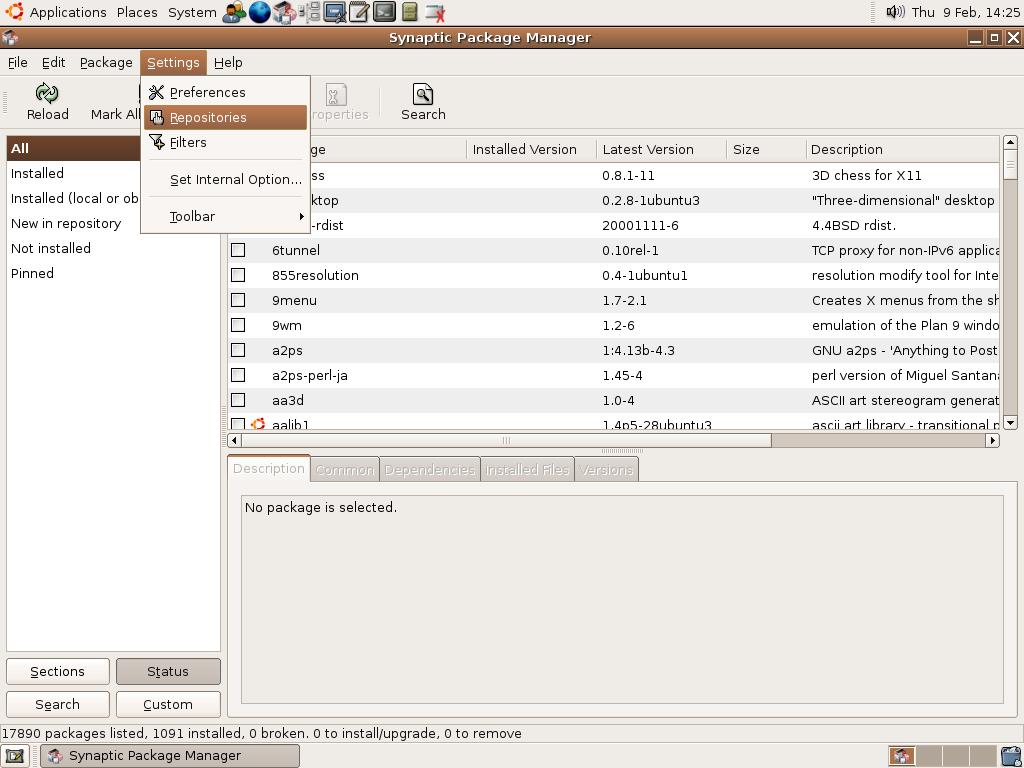 Applications Places System Thu 9 Feb, 14:25
Synaptic Package Manager
File Edit Package Settings Help
Reload Mark All roperties Search
Preferences
Repositories
Filters
Set Internal Option...
Toolbar
All
Installed
Installed (local or ob
New in repository
Not installed
Pinned
ge Installed Version Latest Version Size Description
ss 0.8.1-11 3D chess for X11
ktop 0.2.8-1ubuntu3 "Three-dimensional" desktop
-rdist 20001111-6 4.4BSD rdist.
6tunnel 0.10rel-1 TCP proxy for non-IPv6 applica
855resolution 0.4-1ubuntu1 resolution modify tool for Inte
9menu 1.7-2.1 Creates X menus from the sh
9wm 1.2-6 emulation of the Plan 9 windo
a2ps 1:4.13b-4.3 GNU a2ps - 'Anything to Post
a2ps-perl-ja 1.45-4 perl version of Miguel Santana
aa3d 1.0-4 ASCII art stereogram generat
aalib1 1.4p5-28ubuntu3 ascii art library - transitional p
Description Common Dependencies Installed Files Versions
No package is selected.
Sections Status
Search Custom
17890 packages listed, 1091 installed, 0 broken. 0 to install/upgrade, 0 to remove
Synaptic Package Manager